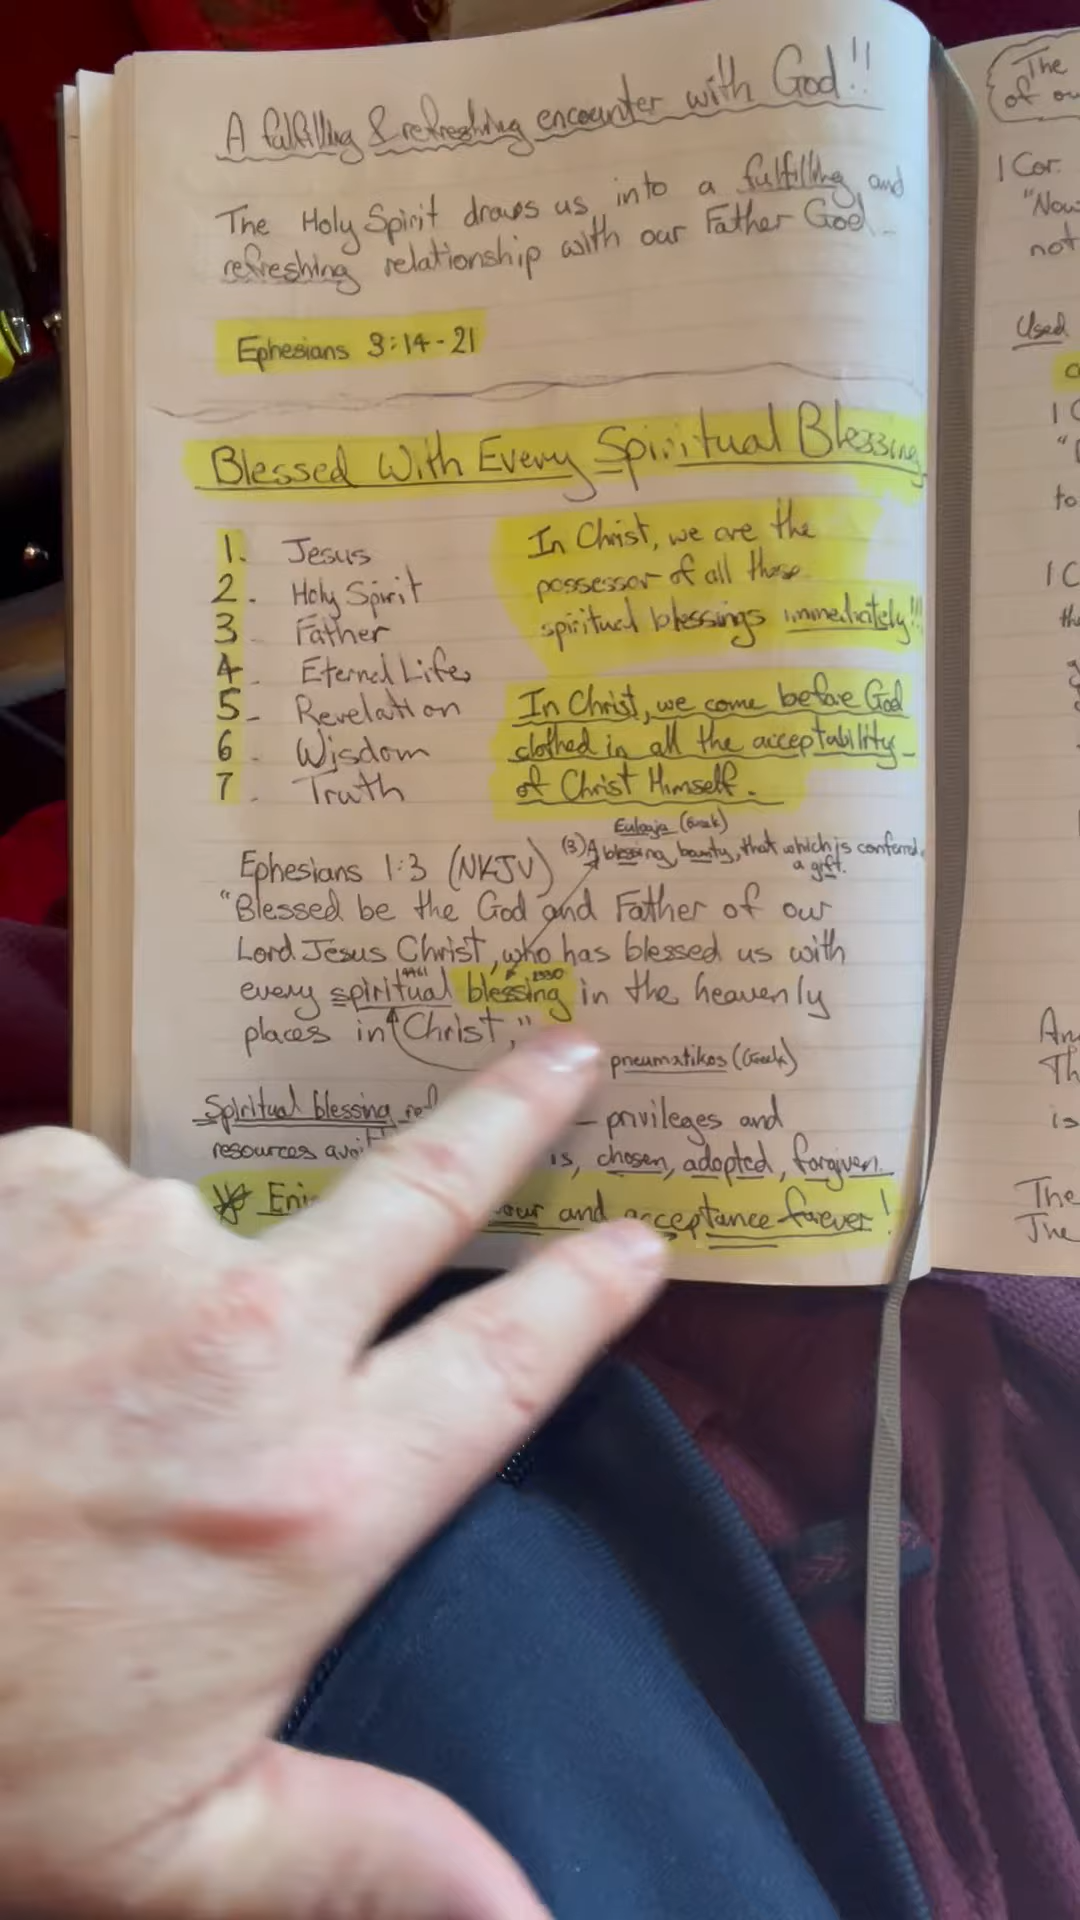 A fulfilling & refreshing encounter with God!!
The Holy Spirit draws us into a fulfilling and
refreshing relationship with our Father God.
Ephesians 3:14-21
Blessed With Every Spiritual Blessing
1. Jesus
2. Holy Spirit
3. Father
4. Eternal Life
5. Revelation
6. Wisdom
7. Truth
In Christ, we are the
possessor of all these
spiritual blessings immediately!!!
In Christ, we come before God
clothed in all the acceptability
of Christ Himself.
Eulogia (Greek)
(3) A blessing bounty, that which is conferred,
a gift.
Ephesians 1:3 (NKJV)
"Blessed be the God and Father of our
Lord Jesus Christ, who has blessed us with
every spiritual blessing in the heavenly
places in Christ,"
pneumatikos (Greek)
Spiritual blessing
privileges and
resources
chosen, adopted, forgiven.
and acceptance forever!
The
of
1 Cor.
"Now
not
Used
to
The
The
is